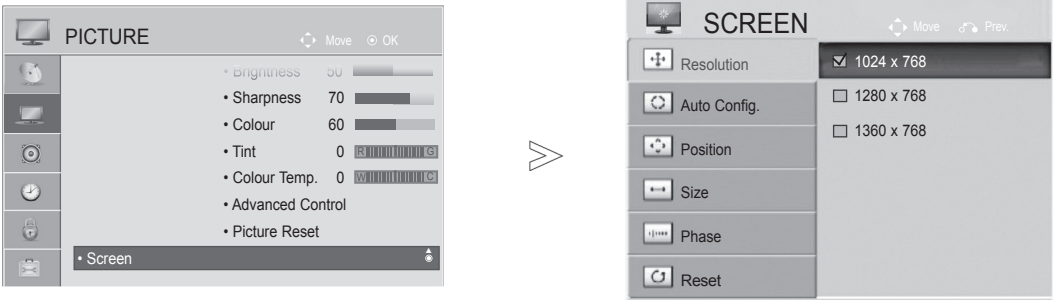 PICTURE
Move OK
• Brightness 50
• Sharpness 70
• Colour 60
• Tint 0 R G
• Colour Temp. 0 W C
• Advanced Control
• Picture Reset
• Screen
SCREEN
Move Prev.
Resolution
Auto Config.
Position
Size
Phase
Reset
1024 x 768
1280 x 768
1360 x 768